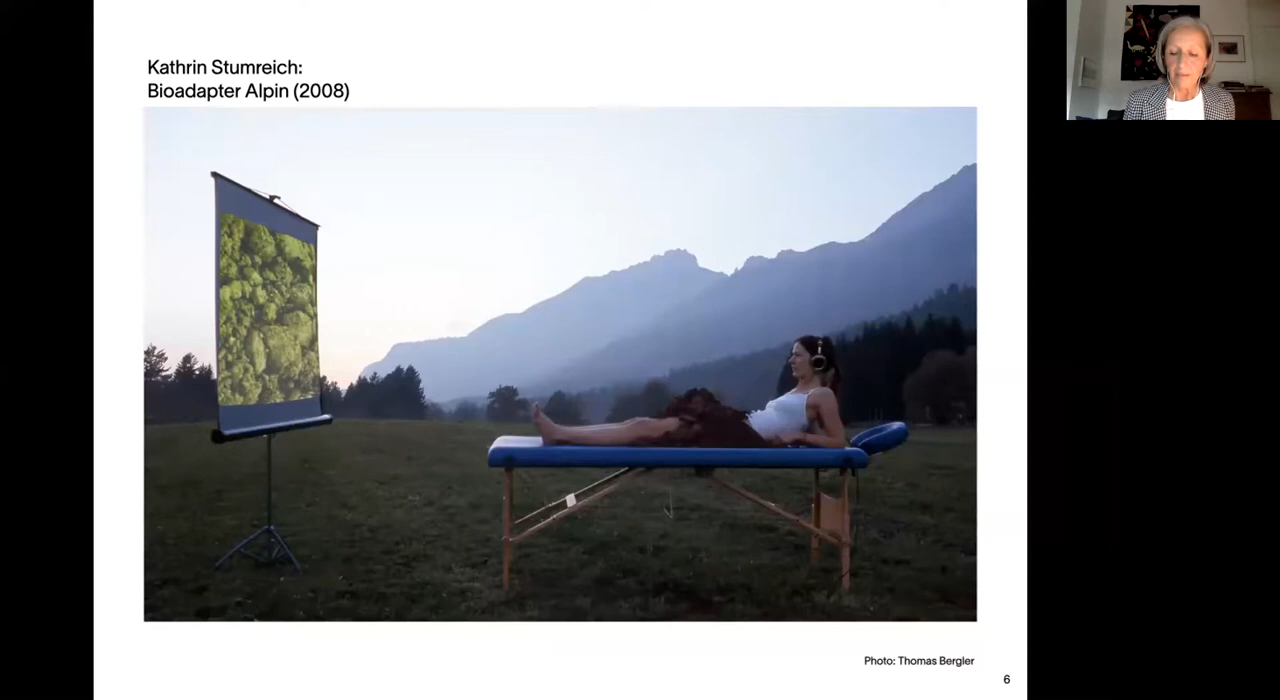 Kathrin Stumreich:
Bioadapter Alpin (2008)
Photo: Thomas Bergler
6